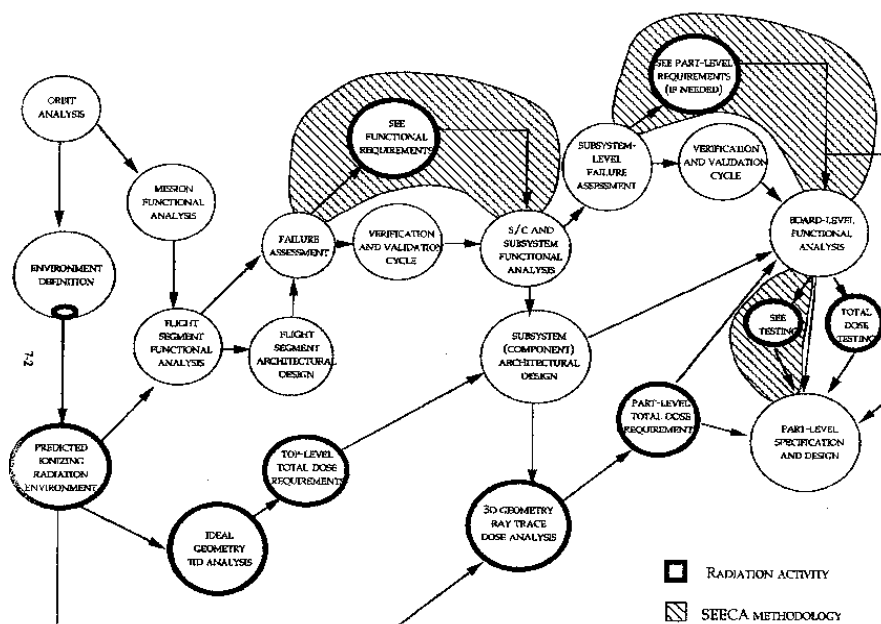 ORBIT
ANALYSIS
MISSION
FUNCTIONAL
ANALYSIS
ENVIRONMENT
DEFINITION
7-2
FLIGHT
SEGMENT
FUNCTIONAL
ANALYSIS
PREDICTED
IONIZING
RADIATION
ENVIRONMENT
IDEAL
GEOMETRY
TID ANALYSIS
TOP-LEVEL
TOTAL DOSE
REQUIREMENTS
FAILURE
ASSESSMENT
FLIGHT
SEGMENT
ARCHITECTURAL
DESIGN
SEE
FUNCTIONAL
REQUIREMENTS
VERIFICATION
AND VALIDATION
CYCLE
S/C AND
SUBSYSTEM
FUNCTIONAL
ANALYSIS
SUBSYSTEM
(COMPONENT)
ARCHITECTURAL
DESIGN
3D GEOMETRY
RAY TRACE
DOSE ANALYSIS
SUBSYSTEM-
LEVEL
FAILURE
ASSESSMENT
SEE PART-LEVEL
REQUIREMENTS
(IF NEEDED)
VERIFICATION
AND VALIDATION
CYCLE
BOARD-LEVEL
FUNCTIONAL
ANALYSIS
SEE
TESTING
TOTAL
DOSE
TESTING
PART-LEVEL
TOTAL DOSE
REQUIREMENT
PART-LEVEL
SPECIFICATION
AND DESIGN
RADIATION ACTIVITY
SEECA METHODOLOGY